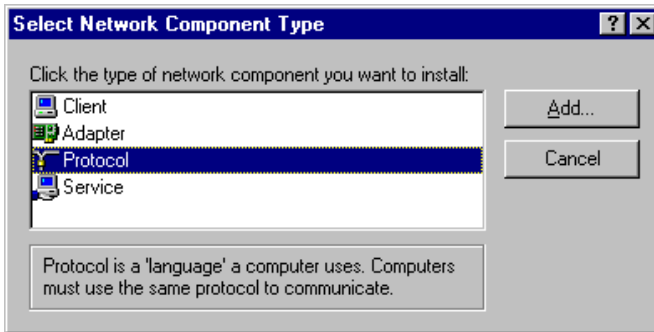 Select Network Component Type
Click the type of network component you want to install:
Client
Adapter
Protocol
Service
Add...
Cancel
Protocol is a 'language' a computer uses. Computers
must use the same protocol to communicate.